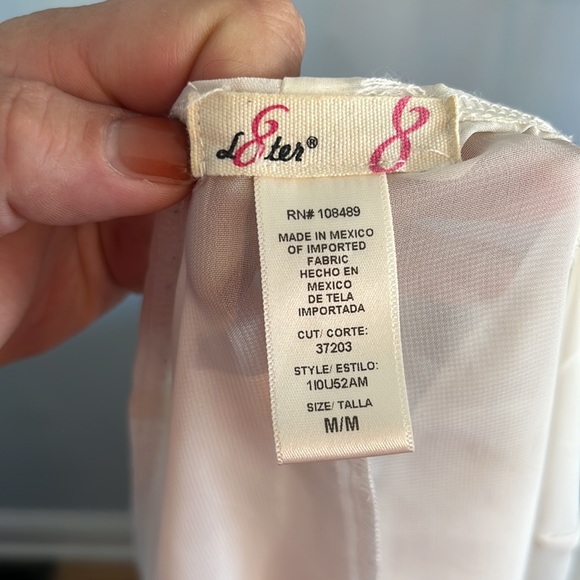 L8ter® 8
RN# 108489
MADE IN MEXICO
OF IMPORTED
FABRIC
HECHO EN
MEXICO
DE TELA
IMPORTADA
CUT/ CORTE:
37203
STYLE/ ESTILO:
1I0U52AM
SIZE/ TALLA
M/M